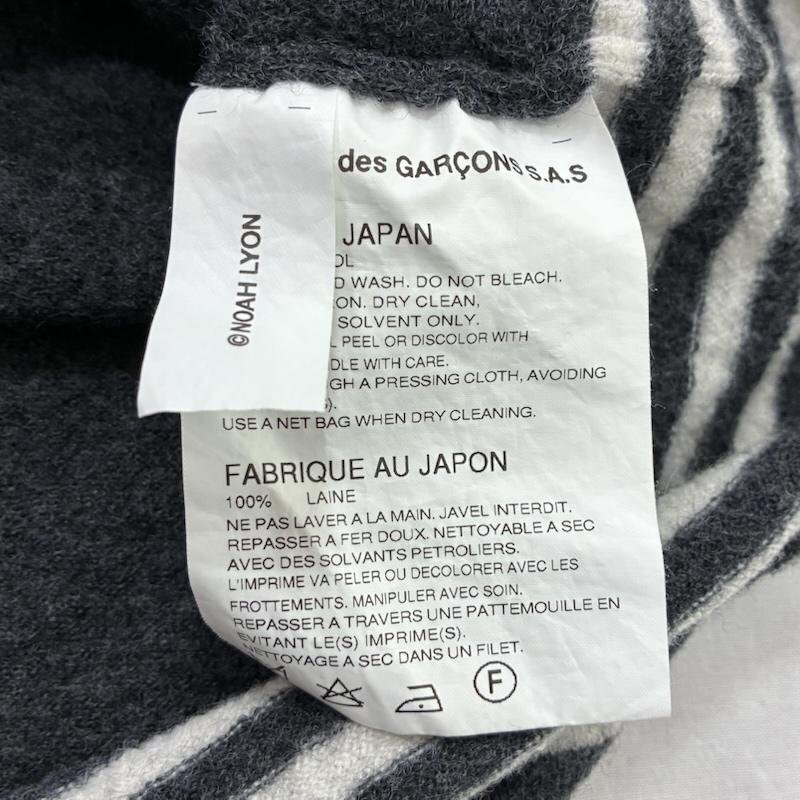 ©NOAH LYON
des GARÇONS S.A.S
JAPAN
OL
D WASH. DO NOT BLEACH.
ON. DRY CLEAN,
SOLVENT ONLY.
PEEL OR DISCOLOR WITH
DLE WITH CARE.
GH A PRESSING CLOTH, AVOIDING
).
USE A NET BAG WHEN DRY CLEANING.
FABRIQUE AU JAPON
100% LAINE
NE PAS LAVER A LA MAIN. JAVEL INTERDIT.
REPASSER A FER DOUX. NETTOYABLE A SEC
AVEC DES SOLVANTS PETROLIERS.
L'IMPRIME VA PELER OU DECOLORER AVEC LES
FROTTEMENTS. MANIPULER AVEC SOIN.
REPASSER A TRAVERS UNE PATTEMOUILLE EN
EVITANT LE(S) IMPRIME(S).
NETTOYAGE A SEC DANS UN FILET.
F